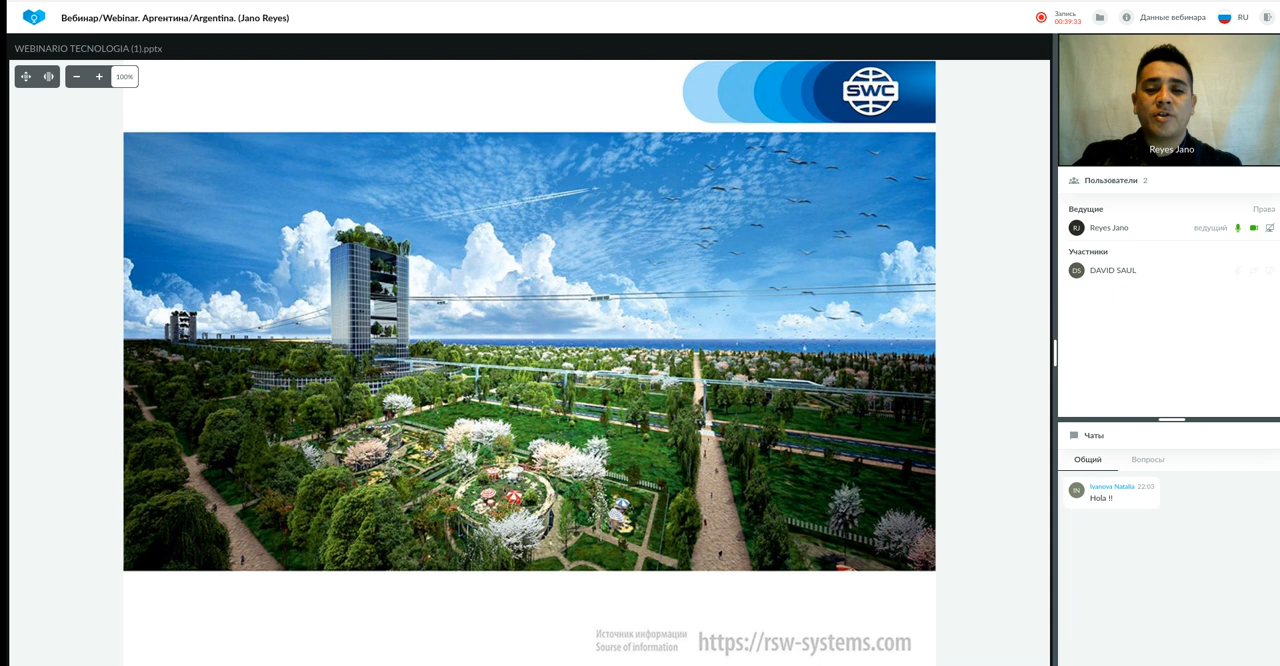 Вебинар/Webinar. Аргентина/Argentina. (Jano Reyes)
Запись
00:39:33
Данные вебинара
RU
WEBINARIO TECNOLOGIA (1).pptx
100%
SWC
Reyes Jano
Пользователи 2
Ведущие Права
RJ Reyes Jano ведущий
Участники
DS DAVID SAUL
Чаты
Общий Вопросы
IN Ivanova Natalia 22:03
Hola !!
Источник информации
Sourse of information
https://rsw-systems.com